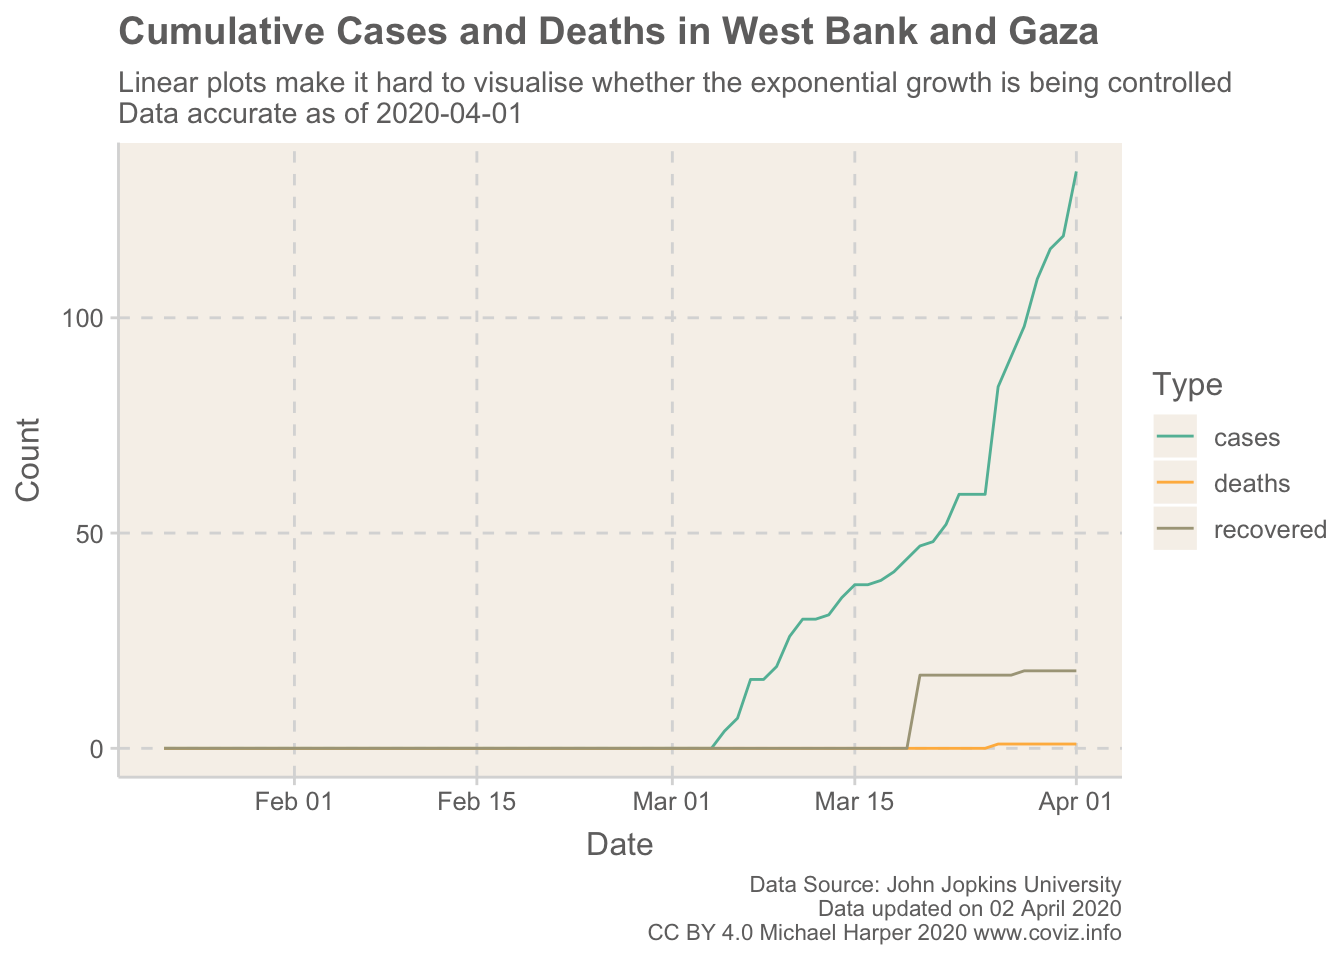 Cumulative Cases and Deaths in West Bank and Gaza
Linear plots make it hard to visualise whether the exponential growth is being controlled
Data accurate as of 2020-04-01
100
50
0
Count
Feb 01
Feb 15
Mar 01
Mar 15
Apr 01
Date
Type
cases
deaths
recovered
Data Source: John Jopkins University
Data updated on 02 April 2020
CC BY 4.0 Michael Harper 2020 www.coviz.info